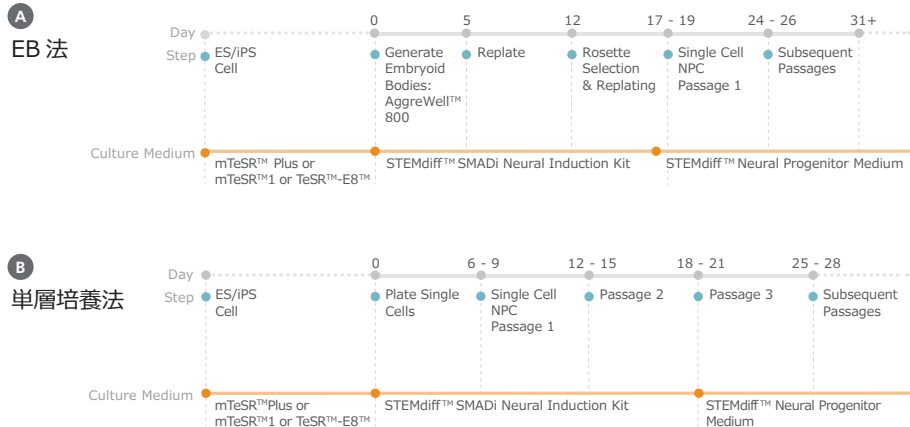 A
EB 法
Day
0
5
12
17 - 19
24 - 26
31+
Step
ES/iPS
Cell
Generate
Embryoid
Bodies:
AggreWell™
800
Replate
Rosette
Selection
& Replating
Single Cell
NPC
Passage 1
Subsequent
Passages
Culture Medium
mTeSR™ Plus or
mTeSR™1 or TeSR™-E8™
STEMdiff™ SMADi Neural Induction Kit
STEMdiff™ Neural Progenitor Medium
B
単層培養法
Day
0
6 - 9
12 - 15
18 - 21
25 - 28
Step
ES/iPS
Cell
Plate Single
Cells
Single Cell
NPC
Passage 1
Passage 2
Passage 3
Subsequent
Passages
Culture Medium
mTeSR™Plus or
mTeSR™1 or TeSR™-E8™
STEMdiff™ SMADi Neural Induction Kit
STEMdiff™ Neural Progenitor
Medium